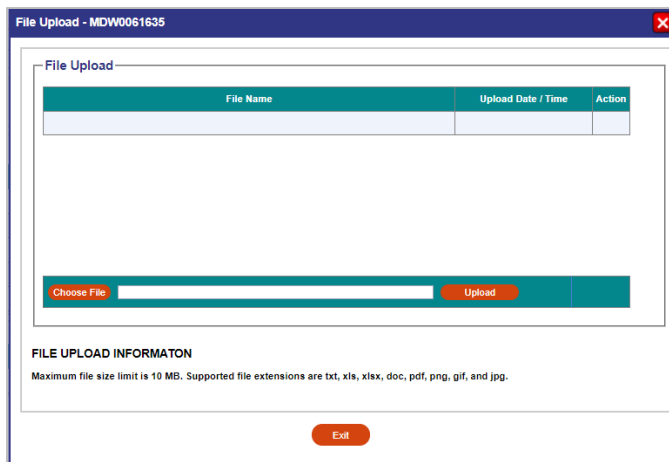 File Upload - MDW0061635
X
File Upload
File Name Upload Date / Time Action
Choose File Upload
FILE UPLOAD INFORMATON
Maximum file size limit is 10 MB. Supported file extensions are txt, xls, xlsx, doc, pdf, png, gif, and jpg.
Exit